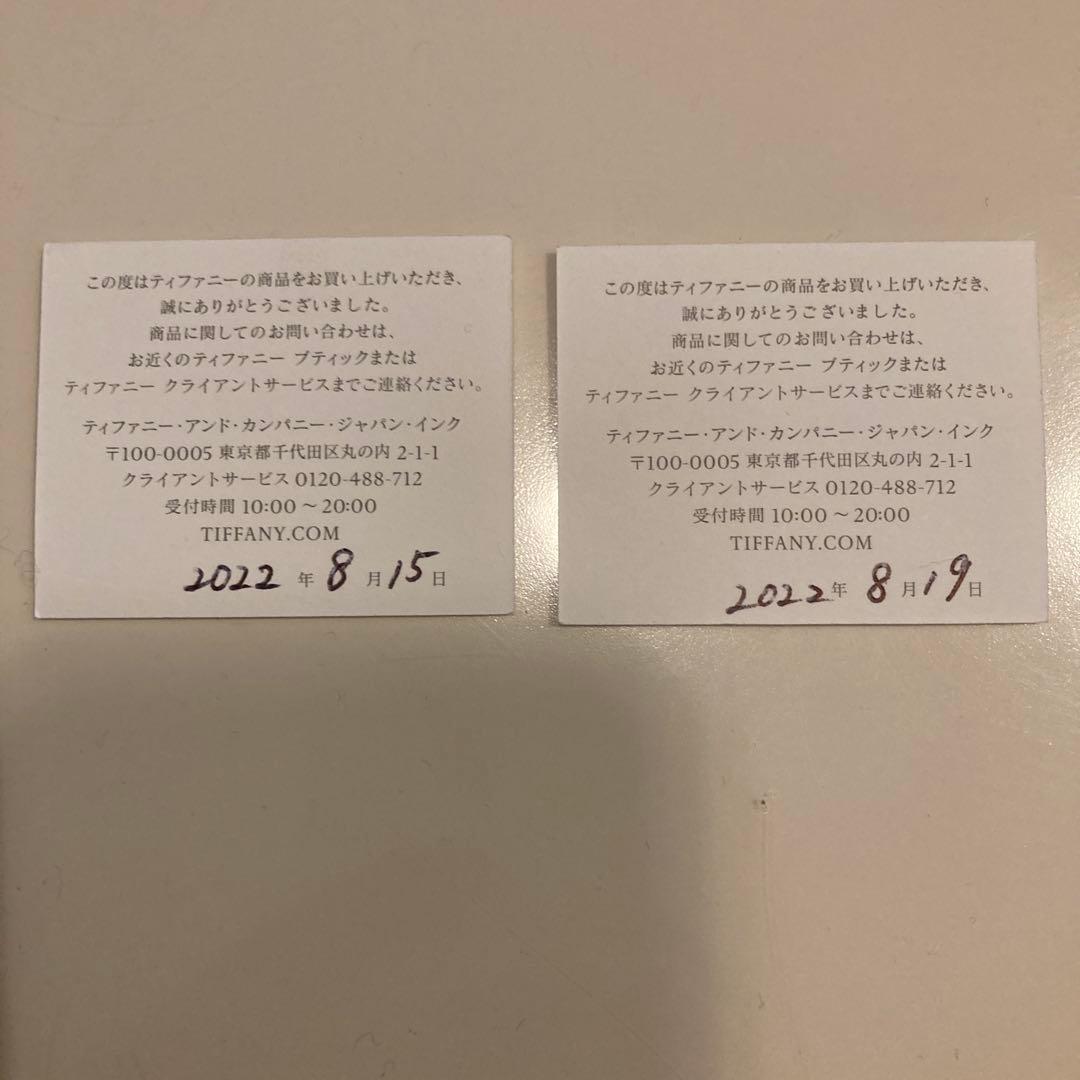 この度はティファニーの商品をお買い上げいただき、
誠にありがとうございました。
商品に関してのお問い合わせは、
お近くのティファニー ブティックまたは
ティファニー クライアントサービスまでご連絡ください。
ティファニー・アンド・カンパニー・ジャパン・インク
〒100-0005 東京都千代田区丸の内 2-1-1
クライアントサービス 0120-488-712
受付時間 10:00 ～ 20:00
TIFFANY.COM
2022 年 8 月 15 日
この度はティファニーの商品をお買い上げいただき、
誠にありがとうございました。
商品に関してのお問い合わせは、
お近くのティファニー ブティックまたは
ティファニー クライアントサービスまでご連絡ください。
ティファニー・アンド・カンパニー・ジャパン・インク
〒100-0005 東京都千代田区丸の内 2-1-1
クライアントサービス 0120-488-712
受付時間 10:00 ～ 20:00
TIFFANY.COM
2022 年 8 月 19 日